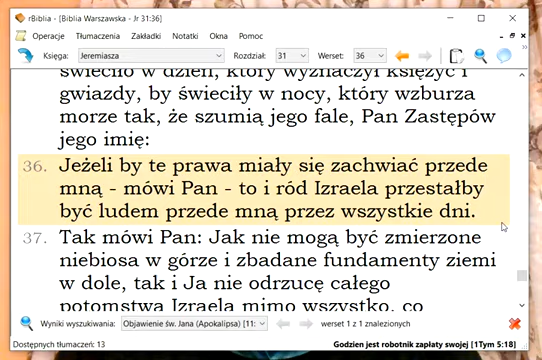 rBiblia - [Biblia Warszawska - Jr 31:36]
Operacje Tłumaczenia Zakładki Notatki Okna Pomoc
Księga: Jeremiasza Rozdział: 31 Werset: 36
świeciło w dzień, który wyznaczył księżyc i
gwiazdy, by świeciły w nocy, który wzburza
morze tak, że szumią jego fale, Pan Zastępów
jego imię:
36. Jeżeli by te prawa miały się zachwiać przede
mną - mówi Pan - to i ród Izraela przestałby
być ludem przede mną przez wszystkie dni.
37. Tak mówi Pan: Jak nie mogą być zmierzone
niebiosa w górze i zbadane fundamenty ziemi
w dole, tak i Ja nie odrzucę całego
potomstwa Izraela mimo wszystko, co
Wyniki wyszukiwania: Objawienie św. Jana (Apokalipsa) [11: werset 1 z 1 znalezionych
Dostępnych tłumaczeń: 13 Godzien jest robotnik zapłaty swojej [1Tym 5:18]